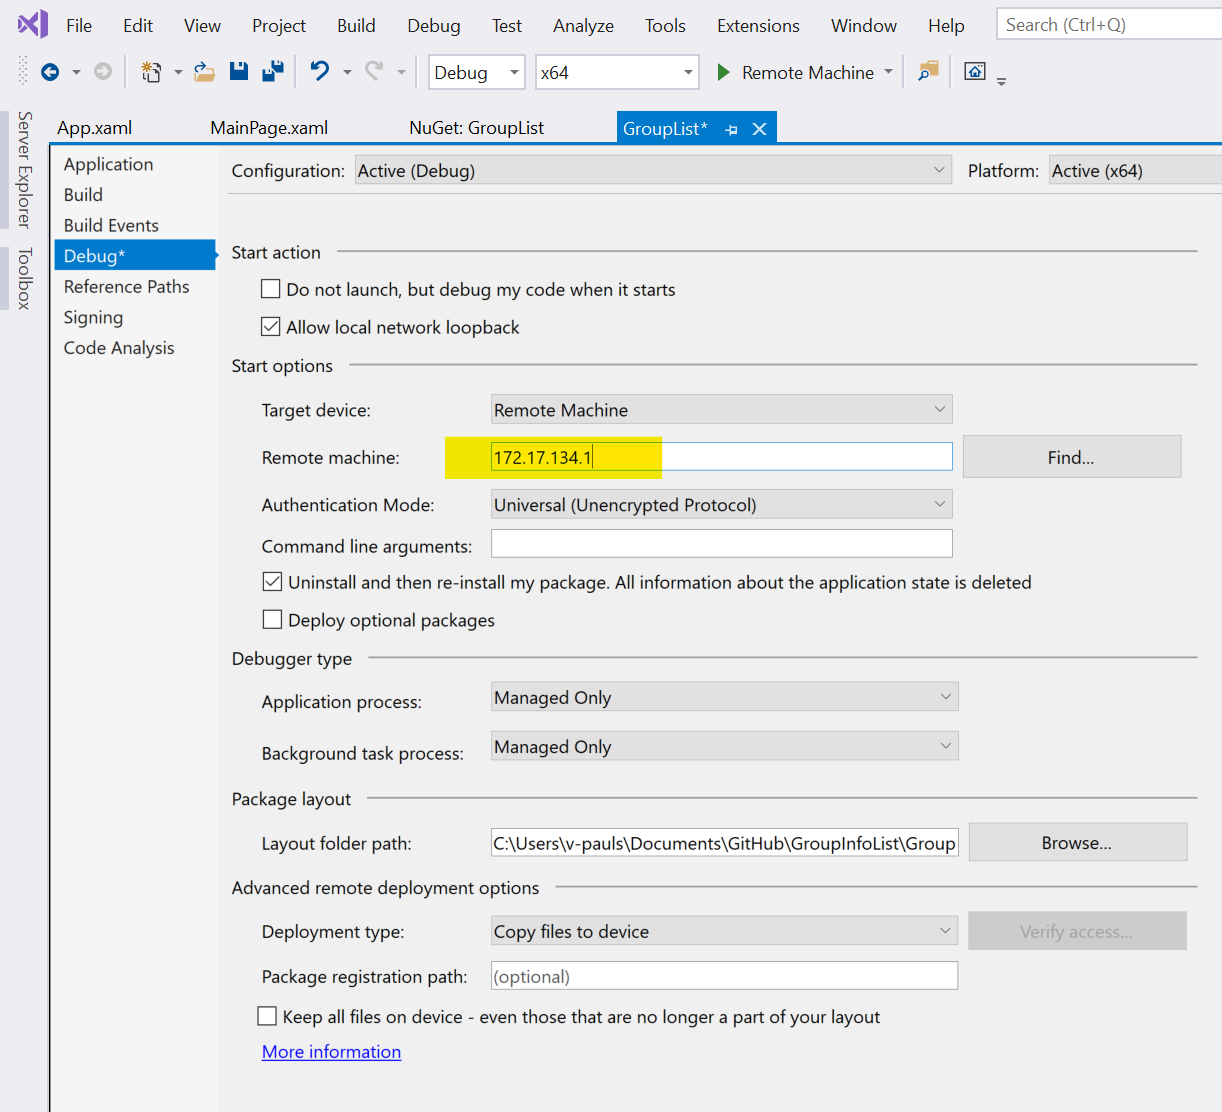 File Edit View Project Build Debug Test Analyze Tools Extensions Window Help Search (Ctrl+Q)
Debug x64 Remote Machine
Server Explorer
Toolbox
App.xaml MainPage.xaml NuGet: GroupList GroupList*
Application
Build
Build Events
Debug*
Reference Paths
Signing
Code Analysis
Configuration: Active (Debug) Platform: Active (x64)
Start action
Do not launch, but debug my code when it starts
Allow local network loopback
Start options
Target device: Remote Machine
Remote machine: 172.17.134.1 Find...
Authentication Mode: Universal (Unencrypted Protocol)
Command line arguments:
Uninstall and then re-install my package. All information about the application state is deleted
Deploy optional packages
Debugger type
Application process: Managed Only
Background task process: Managed Only
Package layout
Layout folder path: C:\Users\v-pauls\Documents\GitHub\GroupInfoList\Group Browse...
Advanced remote deployment options
Deployment type: Copy files to device Verify access...
Package registration path: (optional)
Keep all files on device - even those that are no longer a part of your layout
More information